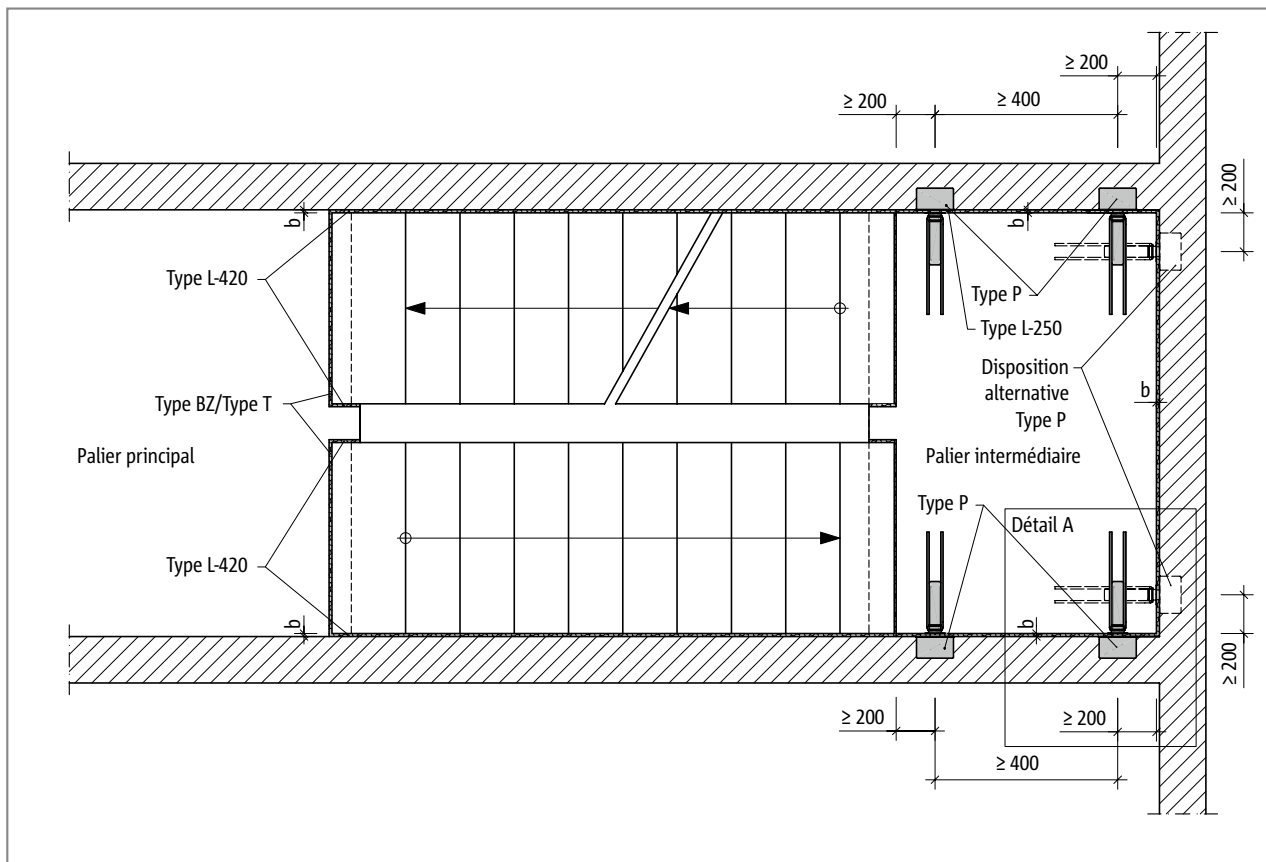 ≥ 200
≥ 200
≥ 400
≥ 200
b
b
Type L-420
Type P
Type L-250
Disposition
alternative
Type P
b
Type BZ/Type T
Palier principal
Palier intermédiaire
Type P
Détail A
Type L-420
b
b
≥ 200
≥ 200
≥ 200
≥ 400